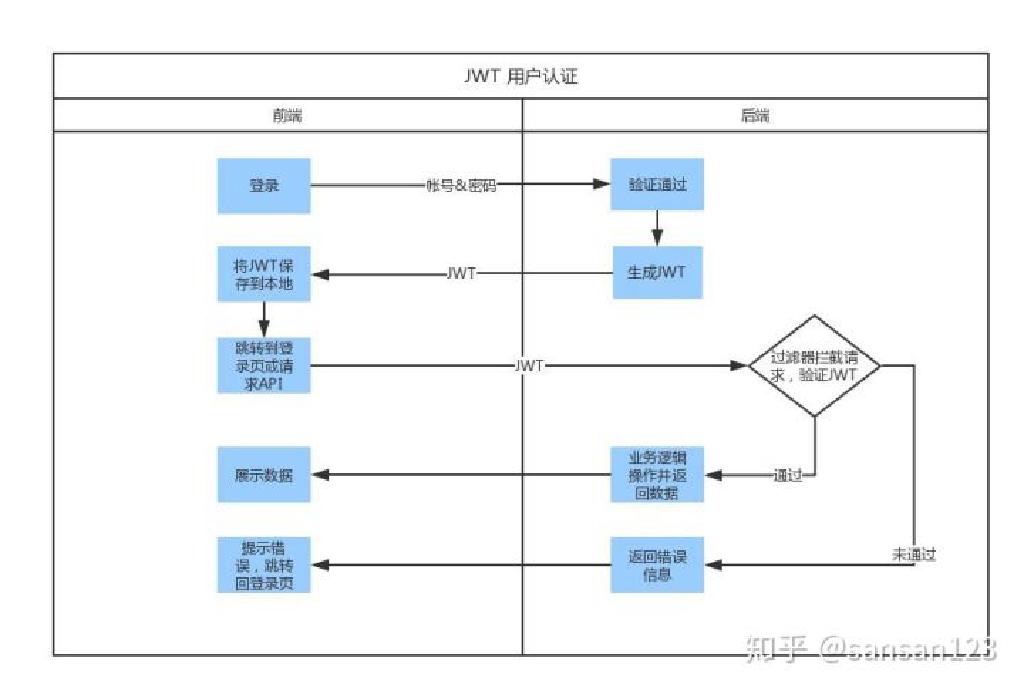 JWT 用户认证
前端
后端
登录
帐号&密码
验证通过
将JWT保
存到本地
JWT
生成JWT
跳转到登
录页或请
求API
JWT
过滤器拦截请
求，验证JWT
展示数据
业务逻辑
操作并返
回数据
通过
提示错
误，跳转
回登录页
返回错误
信息
未通过
知乎 @sansan123